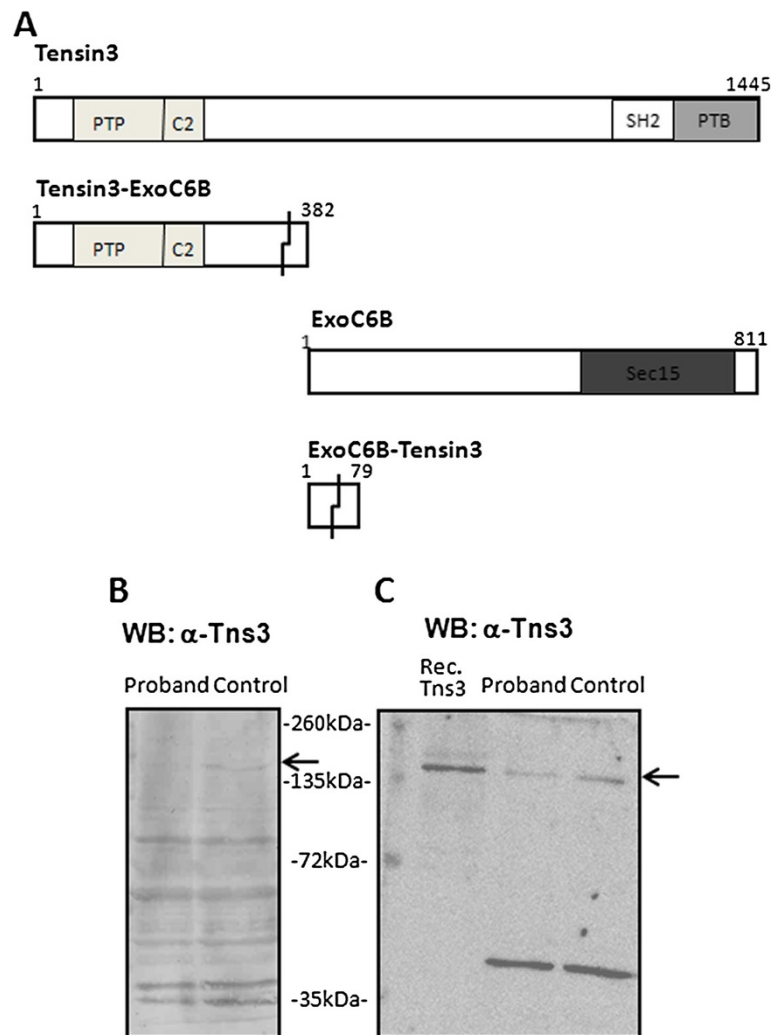 A
Tensin3
1 1445
PTP C2 SH2 PTB
Tensin3-ExoC6B
1 382
PTP C2
ExoC6B
1 811
Sec15
ExoC6B-Tensin3
1 79
B
WB: α-Tns3
Proband Control
C
WB: α-Tns3
Rec.
Tns3 Proband Control
-260kDa-
-135kDa-
-72kDa-
-35kDa-